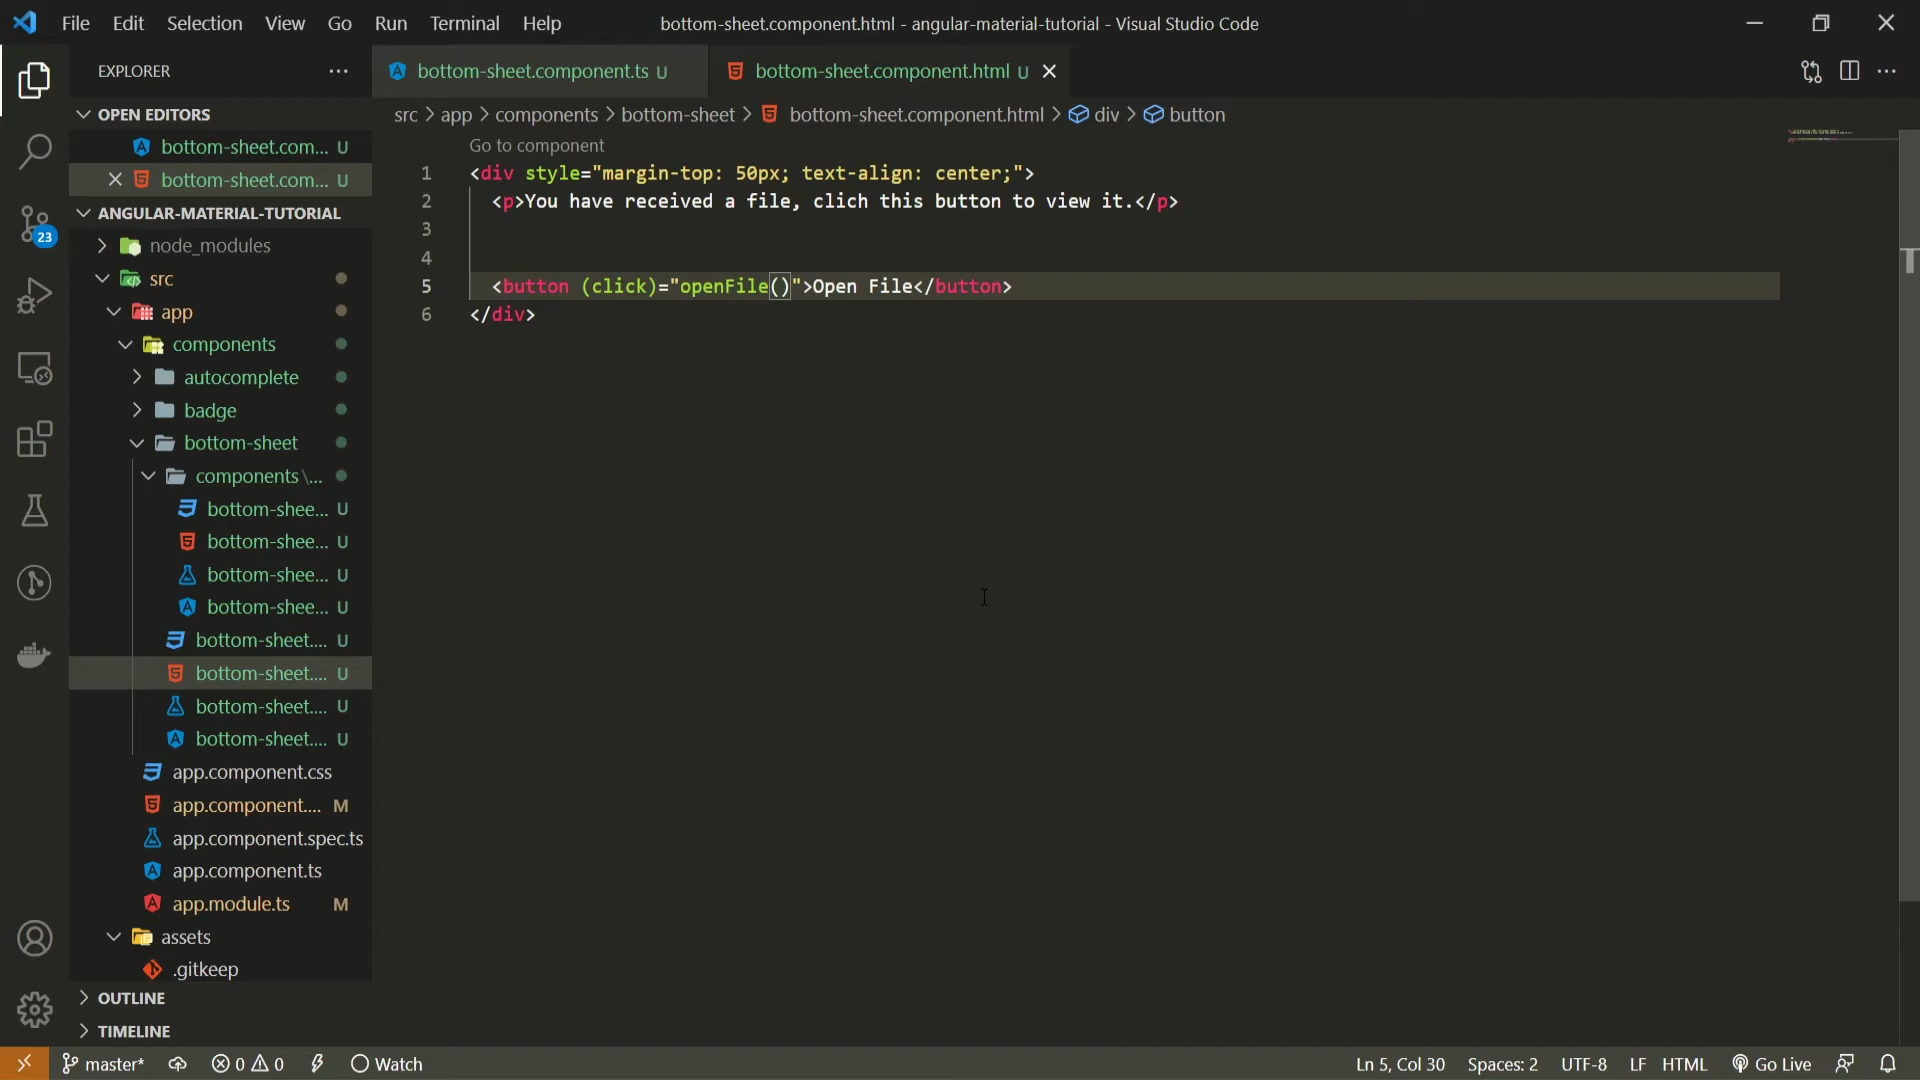 File Edit Selection View Go Run Terminal Help bottom-sheet.component.html - angular-material-tutorial - Visual Studio Code
EXPLORER
bottom-sheet.component.ts U
bottom-sheet.component.html U
OPEN EDITORS
bottom-sheet.com... U
bottom-sheet.com... U
ANGULAR-MATERIAL-TUTORIAL
node_modules
src
app
components
autocomplete
badge
bottom-sheet
components\...
bottom-shee... U
bottom-shee... U
bottom-shee... U
bottom-shee... U
bottom-sheet.... U
bottom-sheet.... U
bottom-sheet.... U
bottom-sheet.... U
app.component.css
app.component.... M
app.component.spec.ts
app.component.ts
app.module.ts M
assets
.gitkeep
OUTLINE
TIMELINE
23
src > app > components > bottom-sheet > bottom-sheet.component.html > div > button
Go to component
1 <div style="margin-top: 50px; text-align: center;">
2 <p>You have received a file, clich this button to view it.</p>
3
4
5 <button (click)="openFile()">Open File</button>
6 </div>
master* 0 0 Watch Ln 5, Col 30 Spaces: 2 UTF-8 LF HTML Go Live